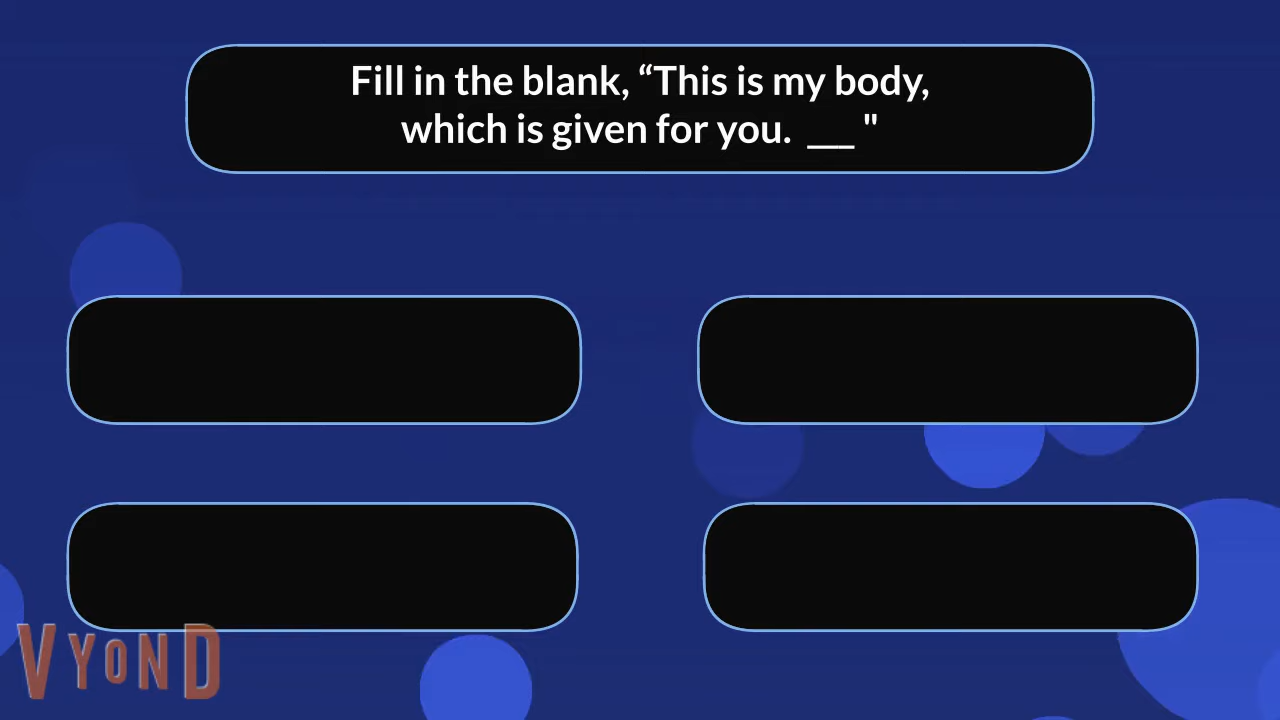 Fill in the blank, “This is my body,
which is given for you. ___ "
VYOND